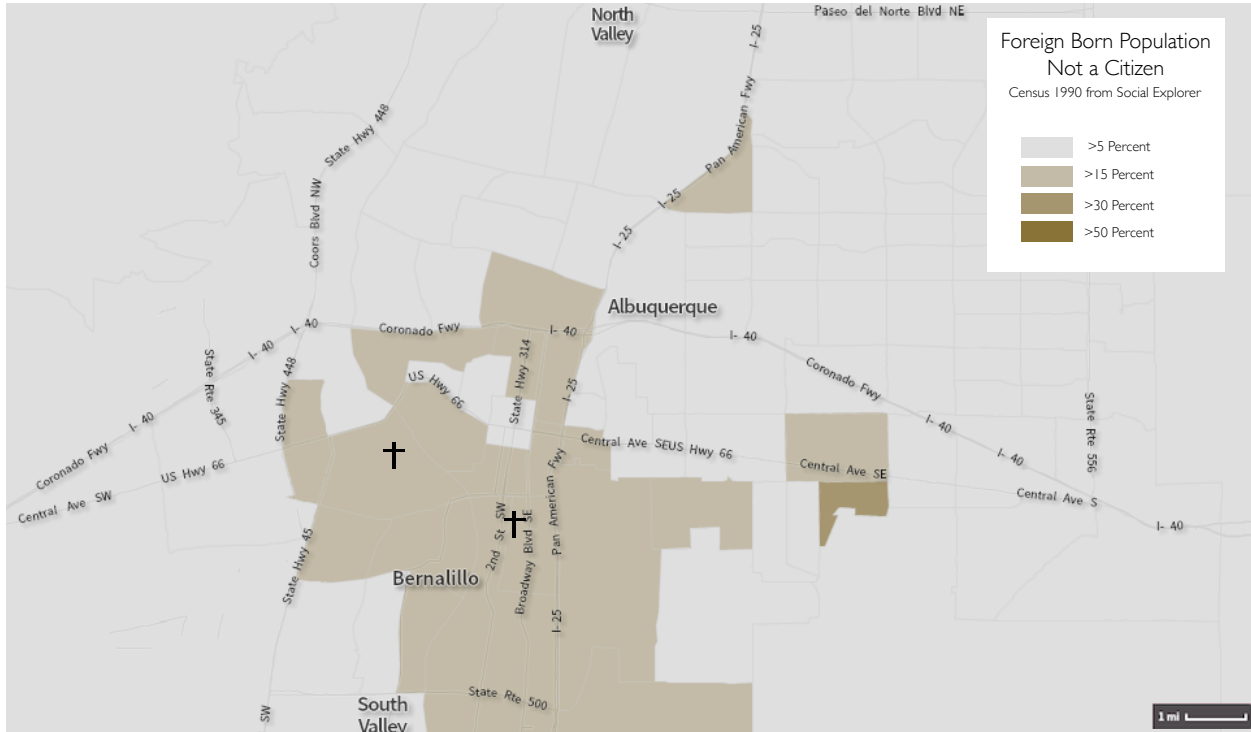 North
Valley
Paseo del Norte Blvd NE
I- 25
Foreign Born Population
Not a Citizen
Census 1990 from Social Explorer
>5 Percent
>15 Percent
>30 Percent
>50 Percent
State Hwy 448
Pan American Fwy
I- 25
I- 25
Coors Blvd NW
Albuquerque
I- 40
Coronado Fwy
I- 40
I- 40
I- 40
State Hwy 314
State Rte 345
State Hwy 448
US Hwy 66
I- 25
Coronado Fwy
State Rte 556
I- 40
I- 40
Central Ave SEUS Hwy 66
Coronado Fwy
US Hwy 66
Central Ave SE
I- 40
Central Ave SW
Central Ave S
I- 40
2nd St SW
Broadway Blvd SE
Pan American Fwy
State Hwy 45
Bernalillo
I- 25
State Rte 500
South
Valley
SW
1 mi